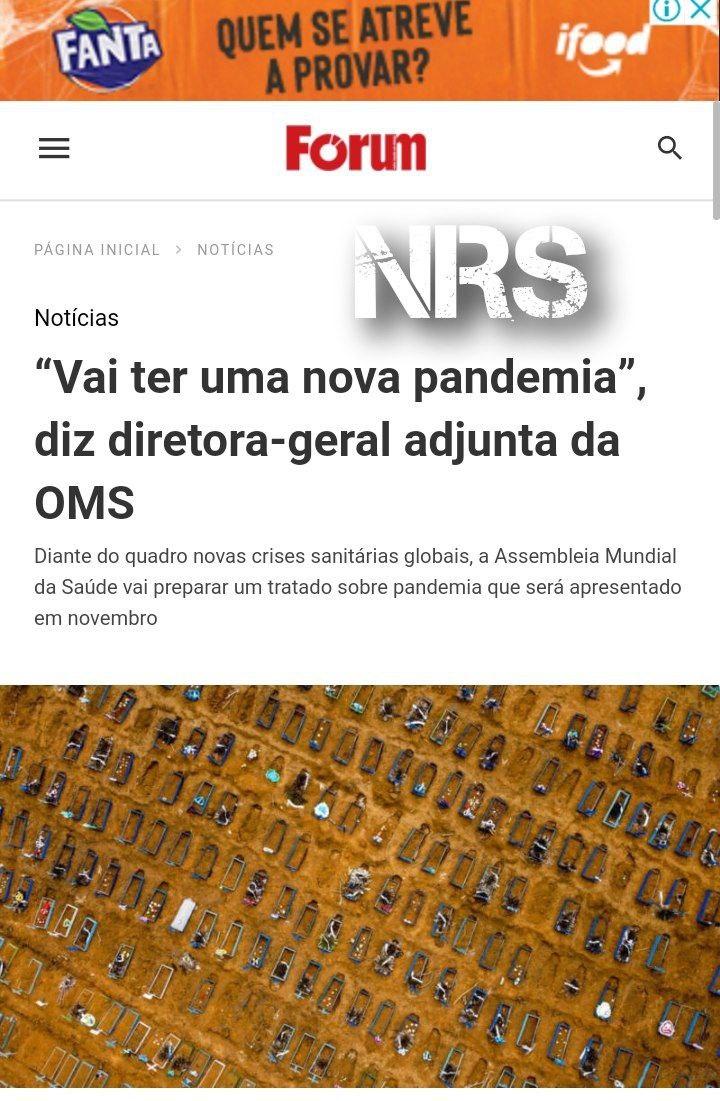 FANTA
QUEM SE ATREVE
A PROVAR?
ifood
Fórum
PÁGINA INICIAL > NOTÍCIAS
NRS
Notícias
“Vai ter uma nova pandemia”,
diz diretora-geral adjunta da
OMS
Diante do quadro novas crises sanitárias globais, a Assembleia Mundial
da Saúde vai preparar um tratado sobre pandemia que será apresentado
em novembro